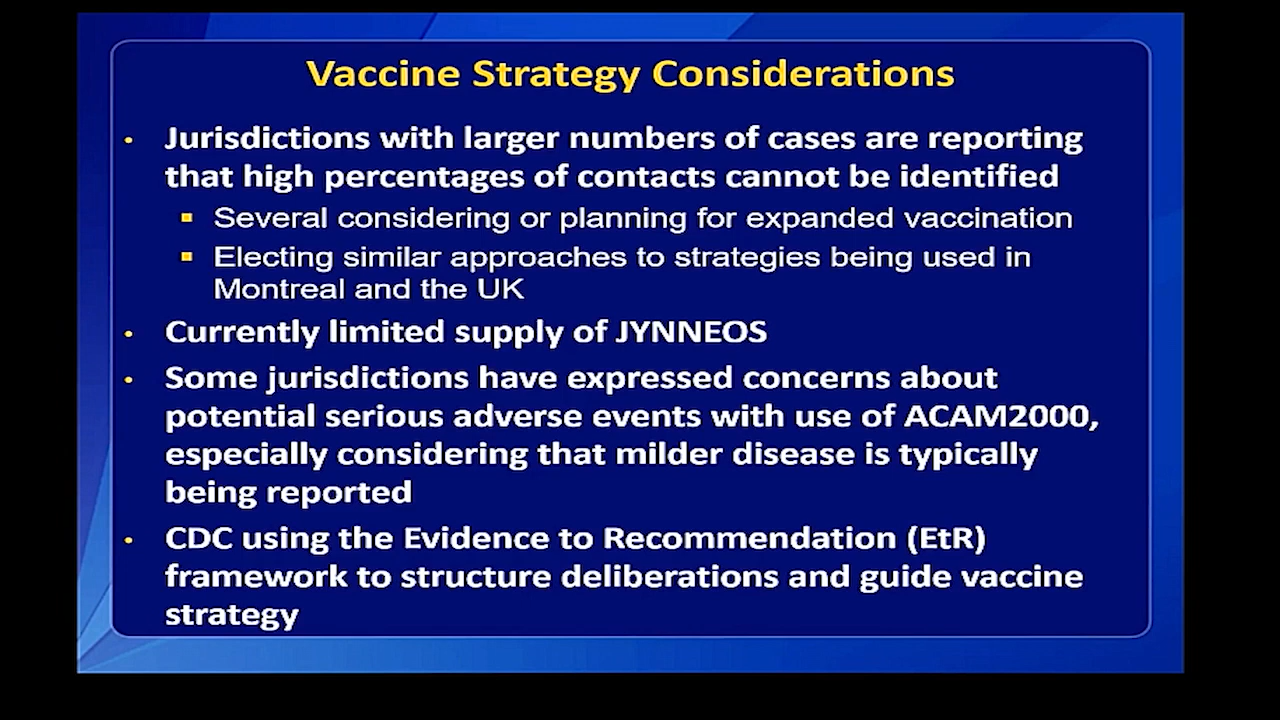 Vaccine Strategy Considerations
• Jurisdictions with larger numbers of cases are reporting
that high percentages of contacts cannot be identified
▪ Several considering or planning for expanded vaccination
▪ Electing similar approaches to strategies being used in
Montreal and the UK
• Currently limited supply of JYNNEOS
• Some jurisdictions have expressed concerns about
potential serious adverse events with use of ACAM2000,
especially considering that milder disease is typically
being reported
• CDC using the Evidence to Recommendation (EtR)
framework to structure deliberations and guide vaccine
strategy